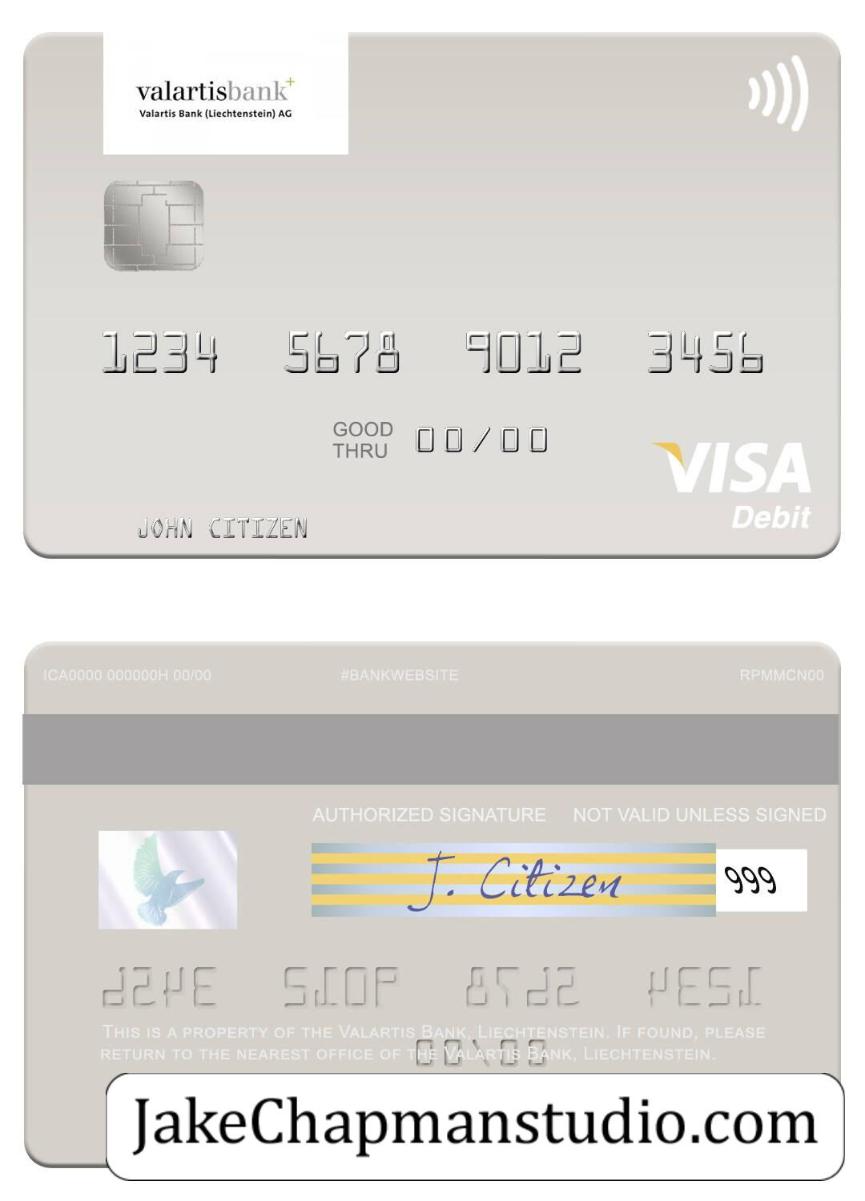 valartisbank+
Valartis Bank (Liechtenstein) AG
1234 5678 9012 3456
GOOD THRU 00/00
VISA
Debit
JOHN CITIZEN
ICA0000 000000H 00/00 #BANKWEBSITE RPMMCN00
AUTHORIZED SIGNATURE NOT VALID UNLESS SIGNED
J. Citizen 999
THIS IS A PROPERTY OF THE VALARTIS BANK, LIECHTENSTEIN. IF FOUND, PLEASE
RETURN TO THE NEAREST OFFICE OF THE VALARTIS BANK, LIECHTENSTEIN.
JakeChapmanstudio.com